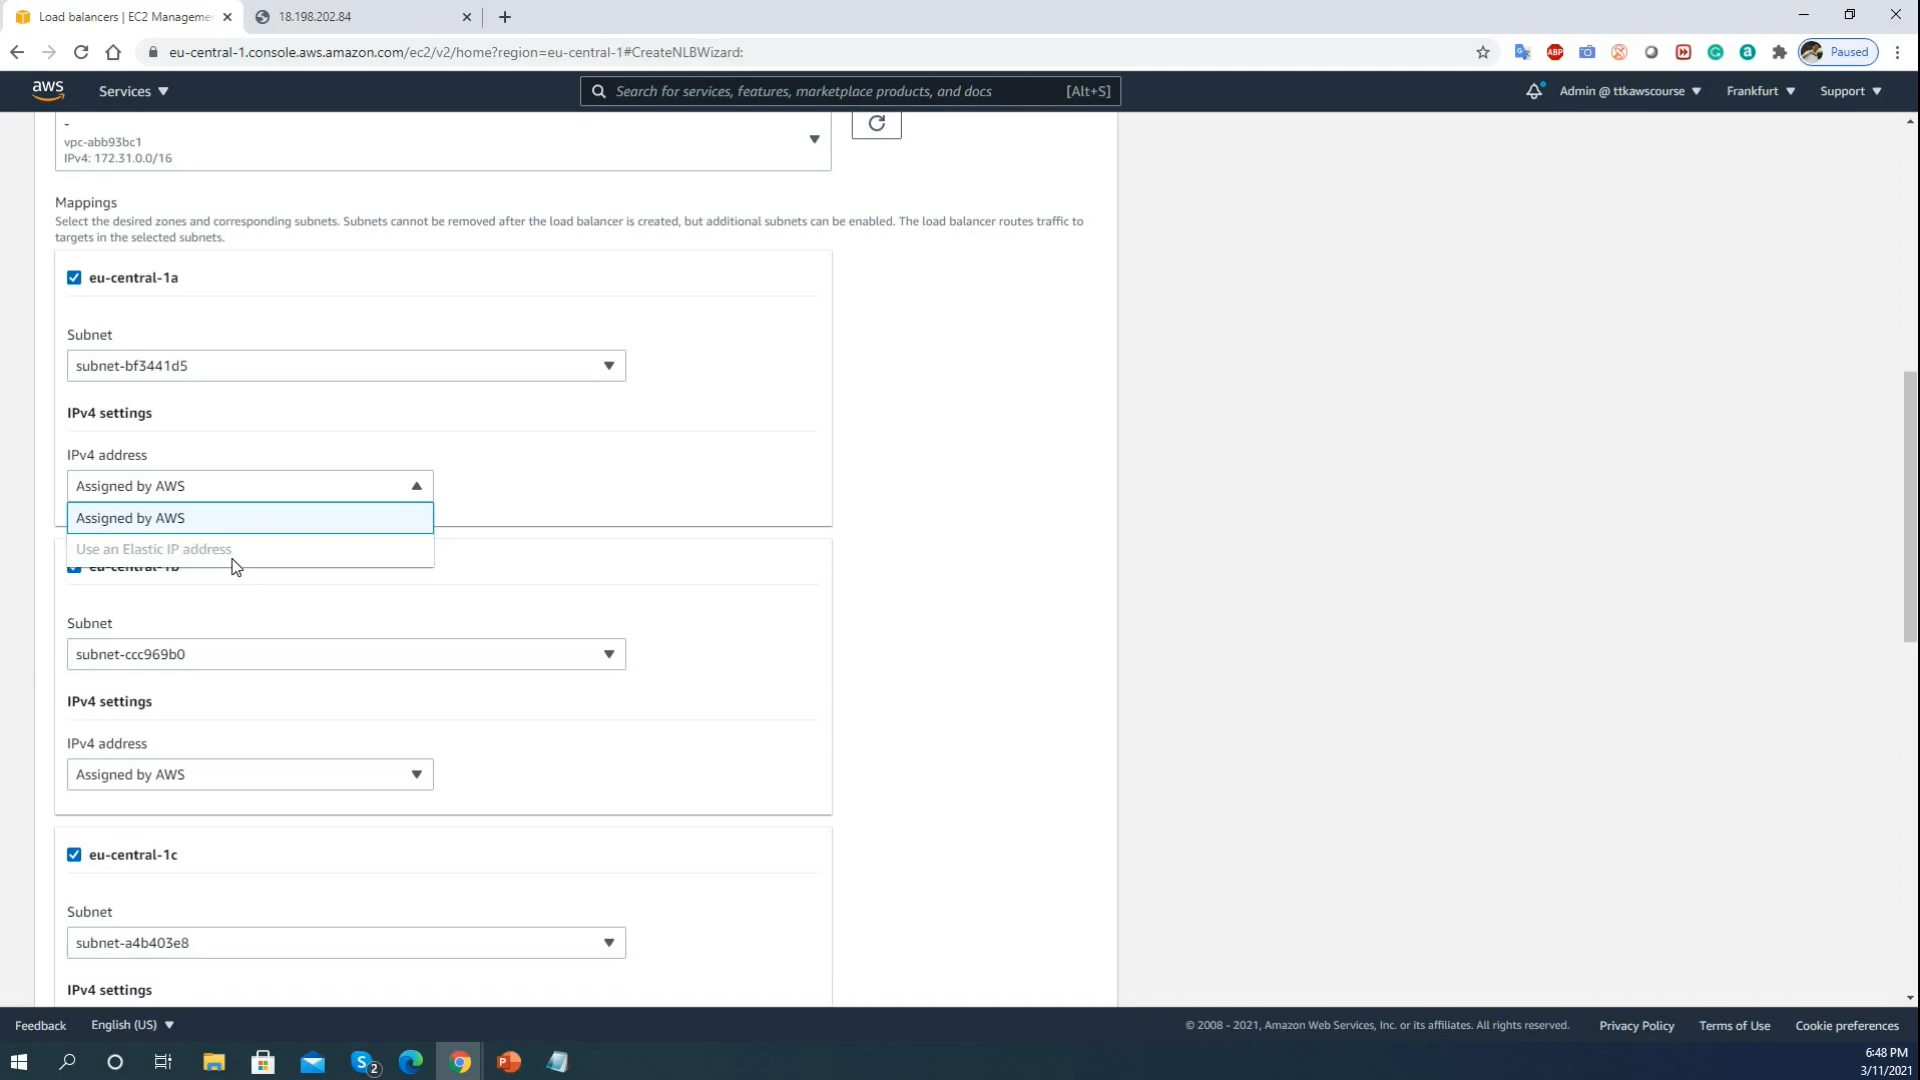 Load balancers | EC2 Manageme
18.198.202.84
eu-central-1.console.aws.amazon.com/ec2/v2/home?region=eu-central-1#CreateNLBWizard:
ABP
Paused
aws
Services
Search for services, features, marketplace products, and docs
[Alt+S]
Admin @ ttkawscourse
Frankfurt
Support
-
vpc-abb93bc1
IPv4: 172.31.0.0/16
Mappings
Select the desired zones and corresponding subnets. Subnets cannot be removed after the load balancer is created, but additional subnets can be enabled. The load balancer routes traffic to
targets in the selected subnets.
eu-central-1a
Subnet
subnet-bf3441d5
IPv4 settings
IPv4 address
Assigned by AWS
Assigned by AWS
Use an Elastic IP address
eu-central-1b
Subnet
subnet-ccc969b0
IPv4 settings
IPv4 address
Assigned by AWS
eu-central-1c
Subnet
subnet-a4b403e8
IPv4 settings
Feedback
English (US)
© 2008 - 2021, Amazon Web Services, Inc. or its affiliates. All rights reserved.
Privacy Policy
Terms of Use
Cookie preferences
2
6:48 PM
3/11/2021